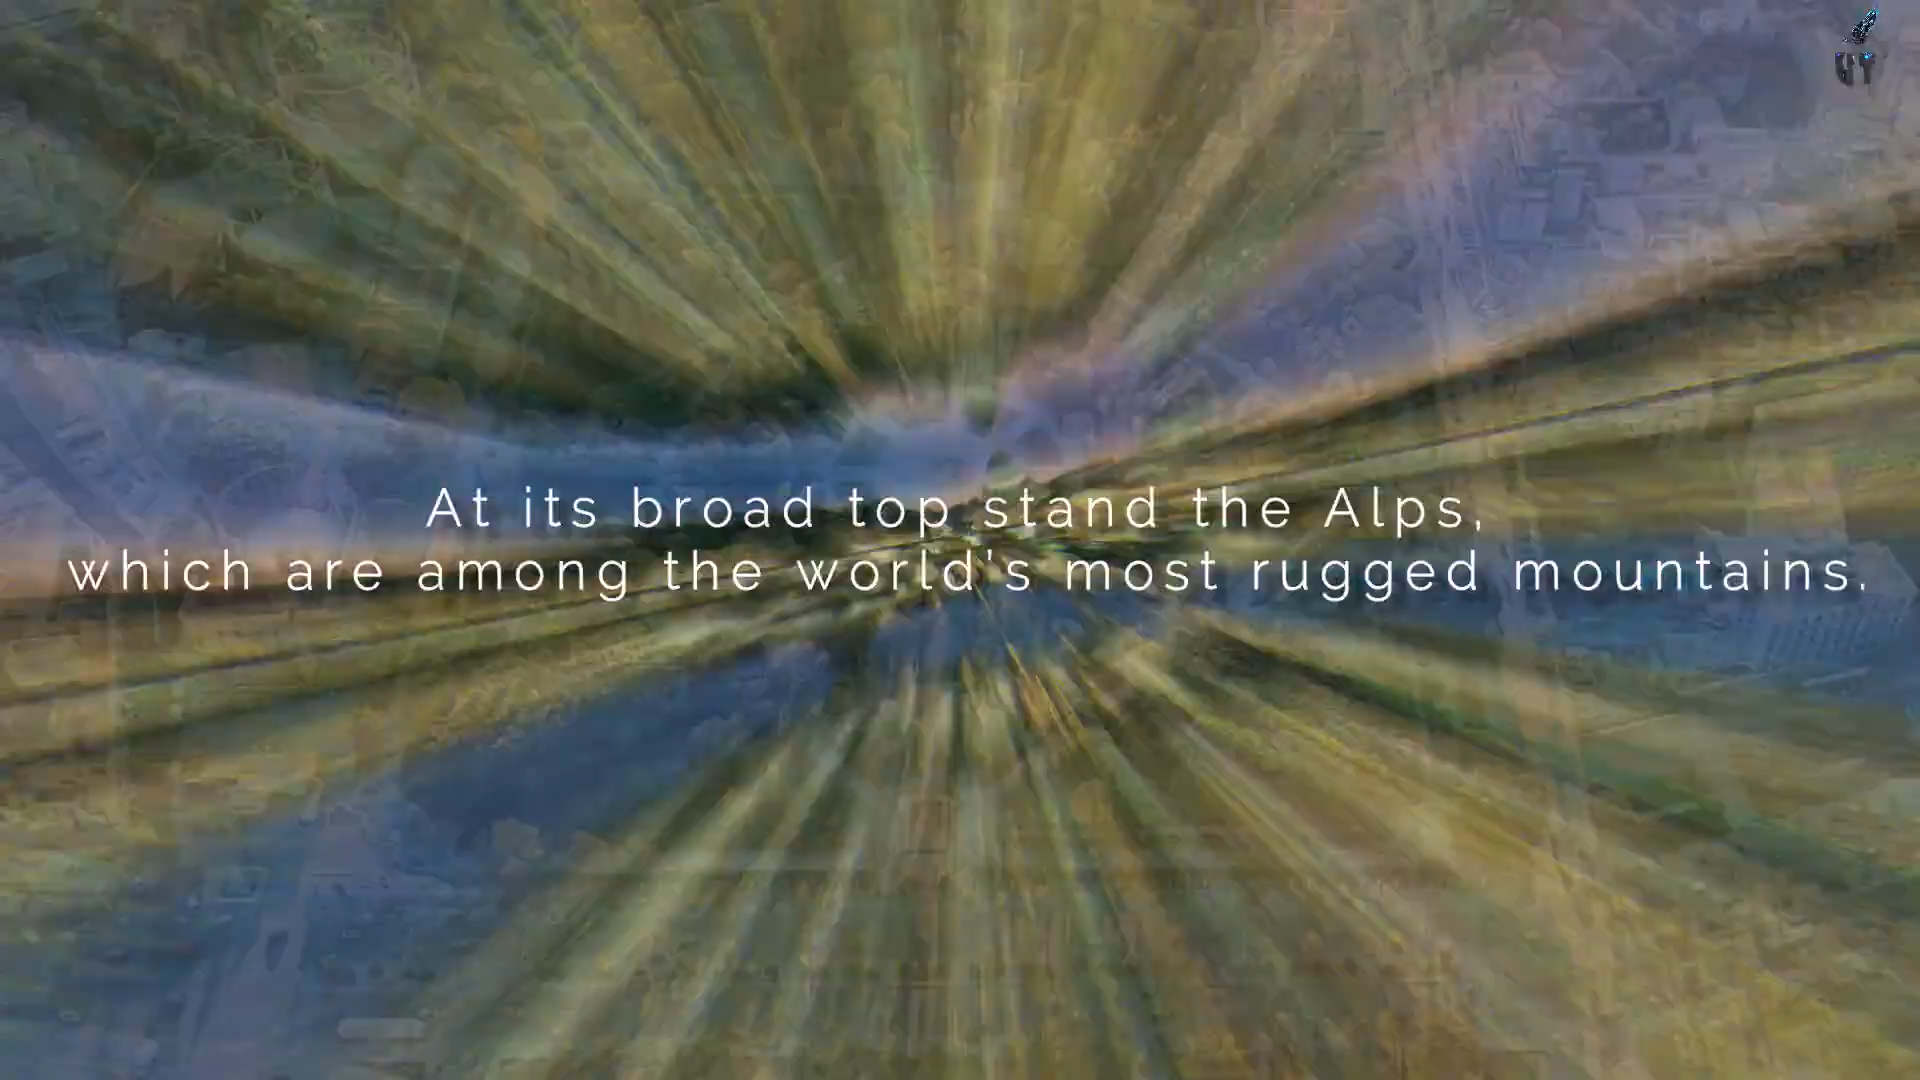 At its broad top stand the Alps,
which are among the world's most rugged mountains.